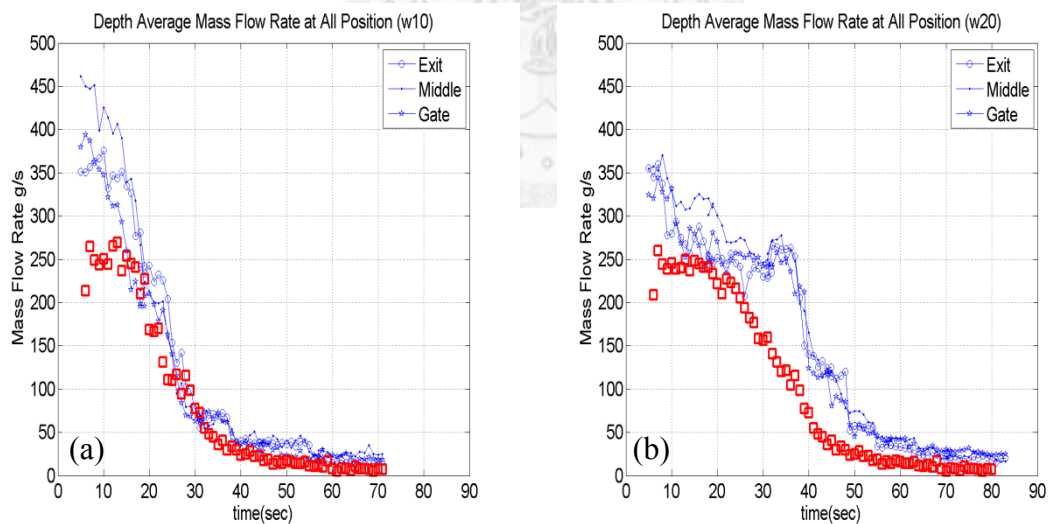 Depth Average Mass Flow Rate at All Position (w10)
500
450
400
350
300
250
200
150
100
50
0
Mass Flow Rate g/s
Exit
Middle
Gate
(a)
0 10 20 30 40 50 60 70 80 90
time(sec)
Depth Average Mass Flow Rate at All Position (w20)
500
450
400
350
300
250
200
150
100
50
0
Mass Flow Rate g/s
Exit
Middle
Gate
(b)
0 10 20 30 40 50 60 70 80 90
time(sec)